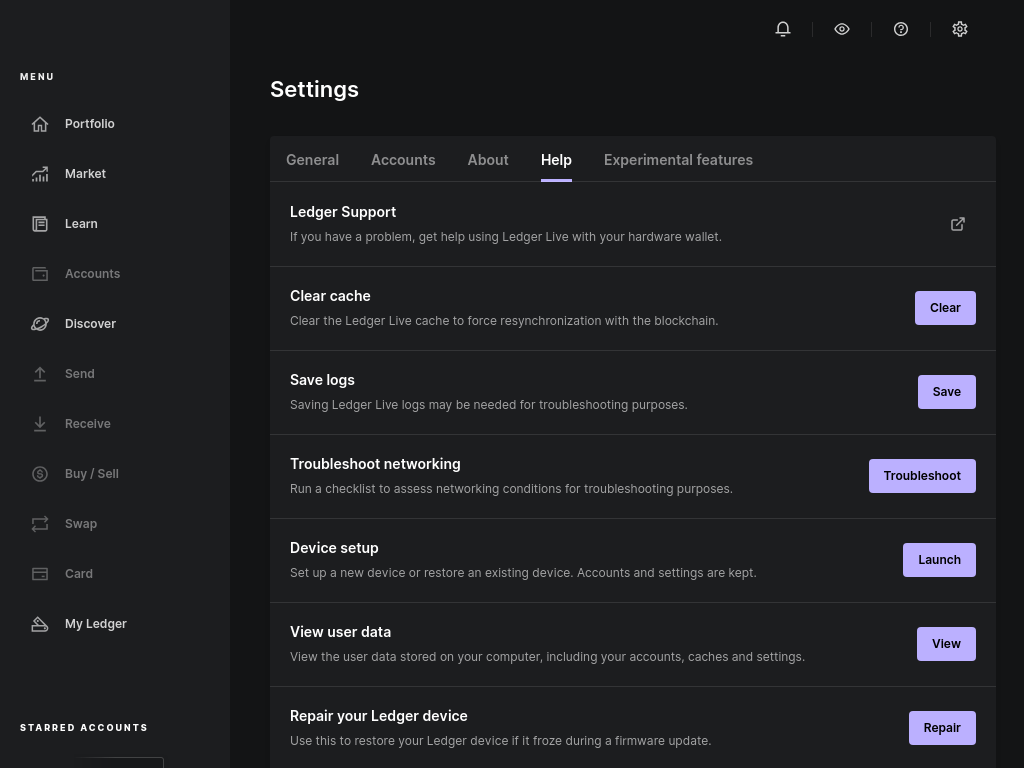 MENU
Portfolio
Market
Learn
Accounts
Discover
Send
Receive
Buy / Sell
Swap
Card
My Ledger
STARRED ACCOUNTS
Settings
General
Accounts
About
Help
Experimental features
Ledger Support
If you have a problem, get help using Ledger Live with your hardware wallet.
Clear cache
Clear the Ledger Live cache to force resynchronization with the blockchain.
Clear
Save logs
Saving Ledger Live logs may be needed for troubleshooting purposes.
Save
Troubleshoot networking
Run a checklist to assess networking conditions for troubleshooting purposes.
Troubleshoot
Device setup
Set up a new device or restore an existing device. Accounts and settings are kept.
Launch
View user data
View the user data stored on your computer, including your accounts, caches and settings.
View
Repair your Ledger device
Use this to restore your Ledger device if it froze during a firmware update.
Repair